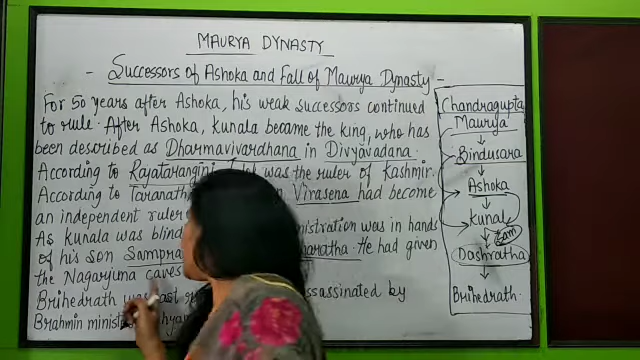 MAURYA DYNASTY
- Successors of Ashoka and Fall of Maurya Dynasty -
For 50 years after Ashoka, his weak successors continued
to rule. After Ashoka, Kunala became the king, who has
been described as Dharmavivardhana in Divyavadana.
According to Rajatarangini was the ruler of Kashmir.
According to Taranath Virasena had become
an independent ruler
As Kunala was blind nistration was in hands
of his son Sampra aratha. He had given
the Nagarjuna caves
Brihedrath was last assassinated by
Brahmin minist
Chandragupta
Maurya
↓
Bindusara
↓
Ashoka
↓
Kunal
↓ Sam
Dashratha
↓
Brihedrath